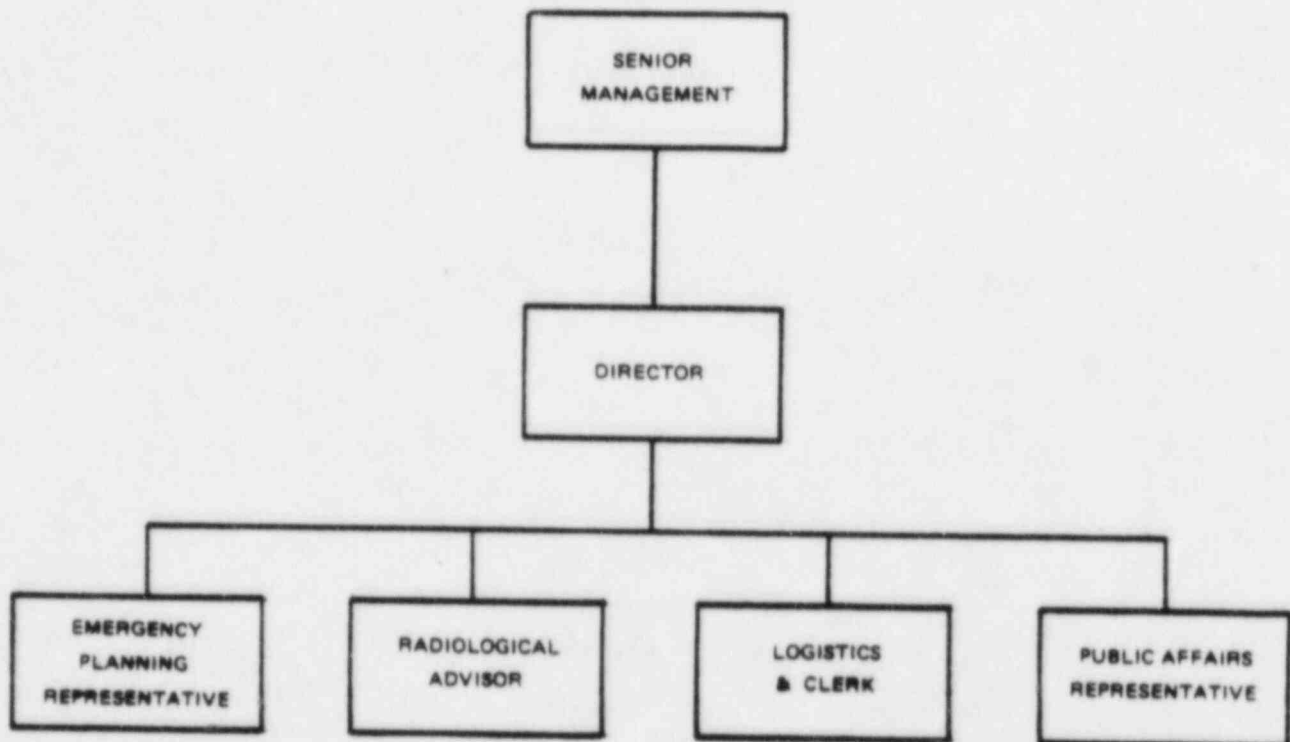 SENIOR
MANAGEMENT
DIRECTOR
EMERGENCY
PLANNING
REPRESENTATIVE
RADIOLOGICAL
ADVISOR
LOGISTICS
& CLERK
PUBLIC AFFAIRS
REPRESENTATIVE